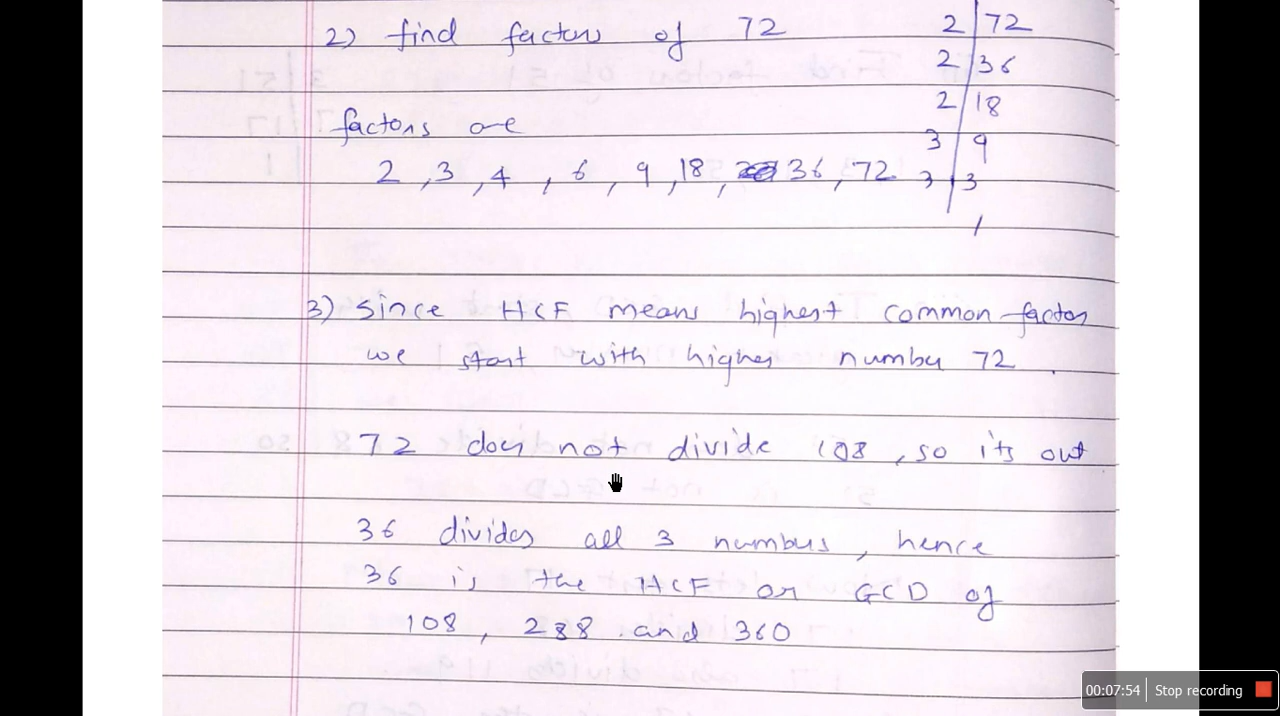 2) find factors of 72
2 | 72
2 | 36
2 | 18
3 | 9
3 | 3
1
factors are
2 , 3 , 4 , 6 , 9 , 18 , 36 , 72
3) Since HCF means highest common factor
we start with higher number 72 .
72 does not divide 108 , so its out
36 divides all 3 numbers , hence
36 is the HCF or GCD of
108 , 288 and 360
00:07:54 Stop recording